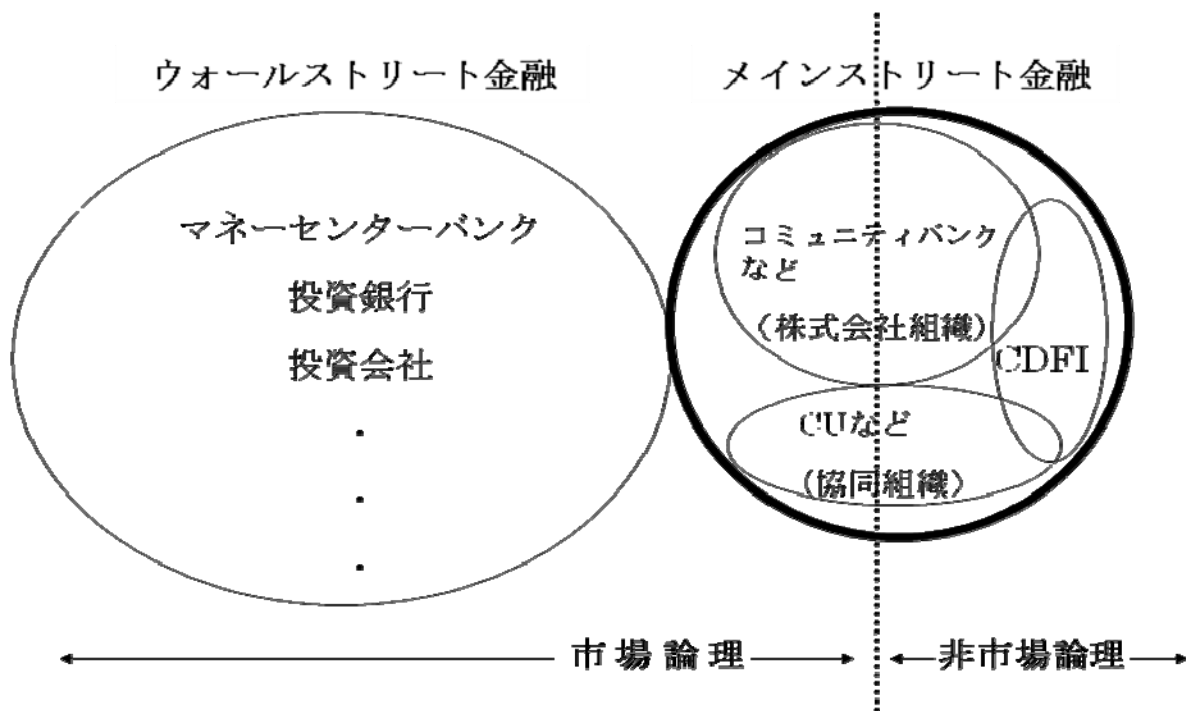 ウォールストリート金融
メインストリート金融
マネーセンターバンク
投資銀行
投資会社
・
・
・
コミュニティバンク
など
（株式会社組織）
CDFI
CUなど
（協同組織）
市場論理
非市場論理